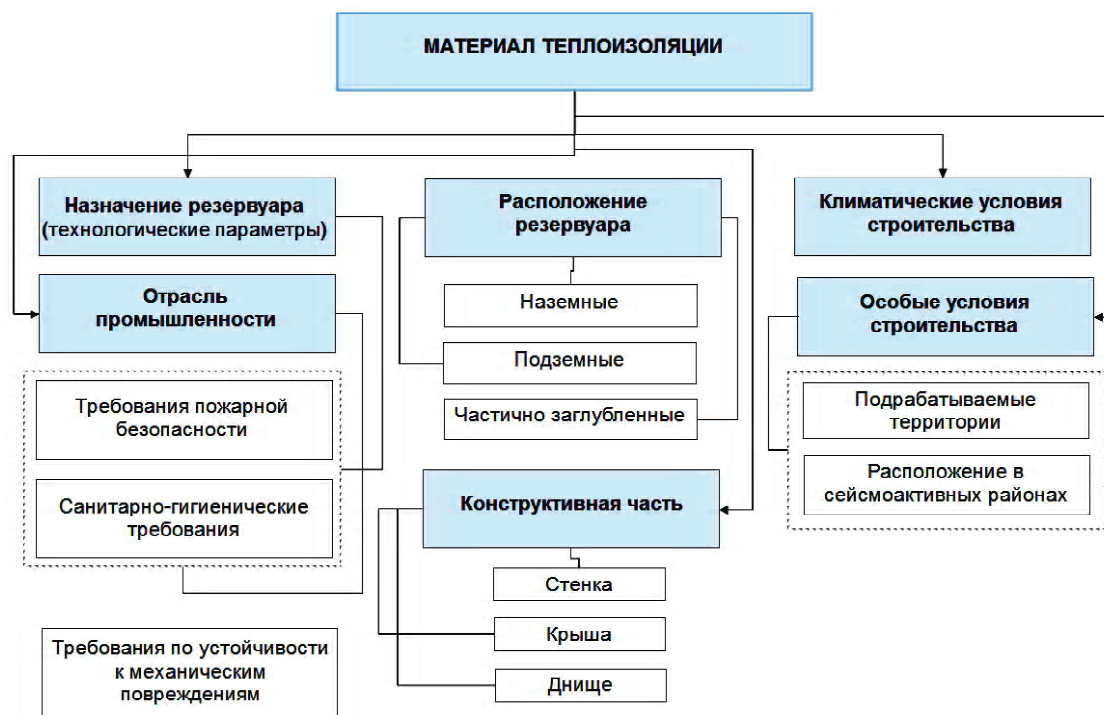 МАТЕРИАЛ ТЕПЛОИЗОЛЯЦИИ
Назначение резервуара
(технологические параметры)
Отрасль
промышленности
Требования пожарной
безопасности
Санитарно-гигиенические
требования
Требования по устойчивости
к механическим
повреждениям
Расположение
резервуара
Наземные
Подземные
Частично заглубленные
Конструктивная часть
Стенка
Крыша
Днище
Климатические условия
строительства
Особые условия
строительства
Подрабатываемые
территории
Расположение в
сейсмоактивных районах